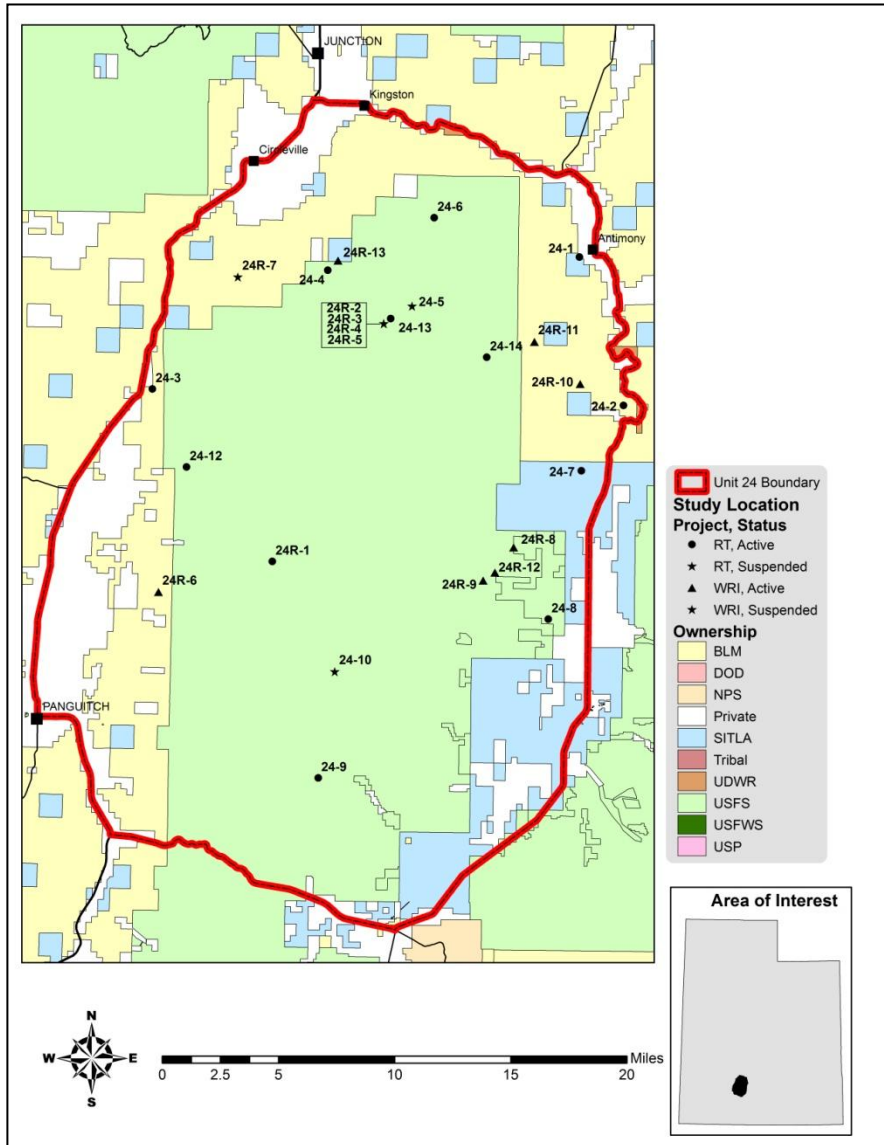 JUNCTION
Kingston
Circleville
24-6
24-1
Antimony
24R-13
24R-7
24-4
24R-2
24R-3
24R-4
24R-5
24-5
24-13
24R-11
24-14
24R-10
24-3
24-2
24-12
24-7
24R-8
24R-1
24R-12
24R-6
24R-9
24-8
24-10
PANGUITCH
24-9
Unit 24 Boundary
Study Location
Project, Status
RT, Active
RT, Suspended
WRI, Active
WRI, Suspended
Ownership
BLM
DOD
NPS
Private
SITLA
Tribal
UDWR
USFS
USFWS
USP
Area of Interest
N
W E
S
Miles
0 2.5 5 10 15 20